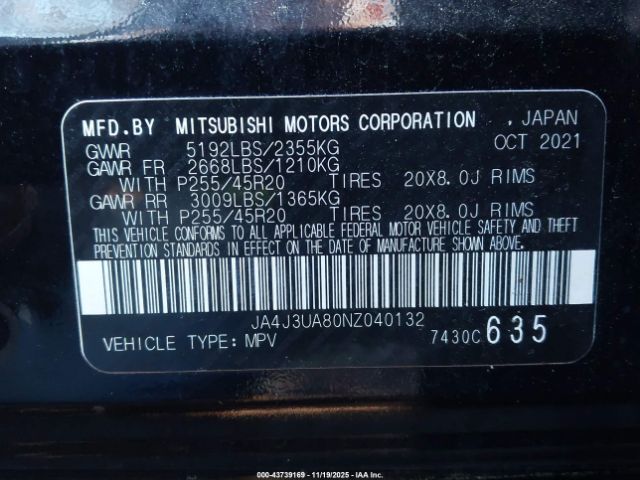 MFD.BY MITSUBISHI MOTORS CORPORATION , JAPAN
GVWR 5192LBS/2355KG OCT 2021
GAWR FR 2668LBS/1210KG
WITH P255/45R20 TIRES 20X8.0J RIMS
GAWR RR 3009LBS/1365KG
WITH P255/45R20 TIRES 20X8.0J RIMS
THIS VEHICLE CONFORMS TO ALL APPLICABLE FEDERAL MOTOR VEHICLE SAFETY AND THEFT
PREVENTION STANDARDS IN EFFECT ON THE DATE OF MANUFACTURE SHOWN ABOVE.
JA4J3UA80NZ040132
VEHICLE TYPE: MPV 7430C 635
000-43739169 - 11/19/2025 - IAA Inc.